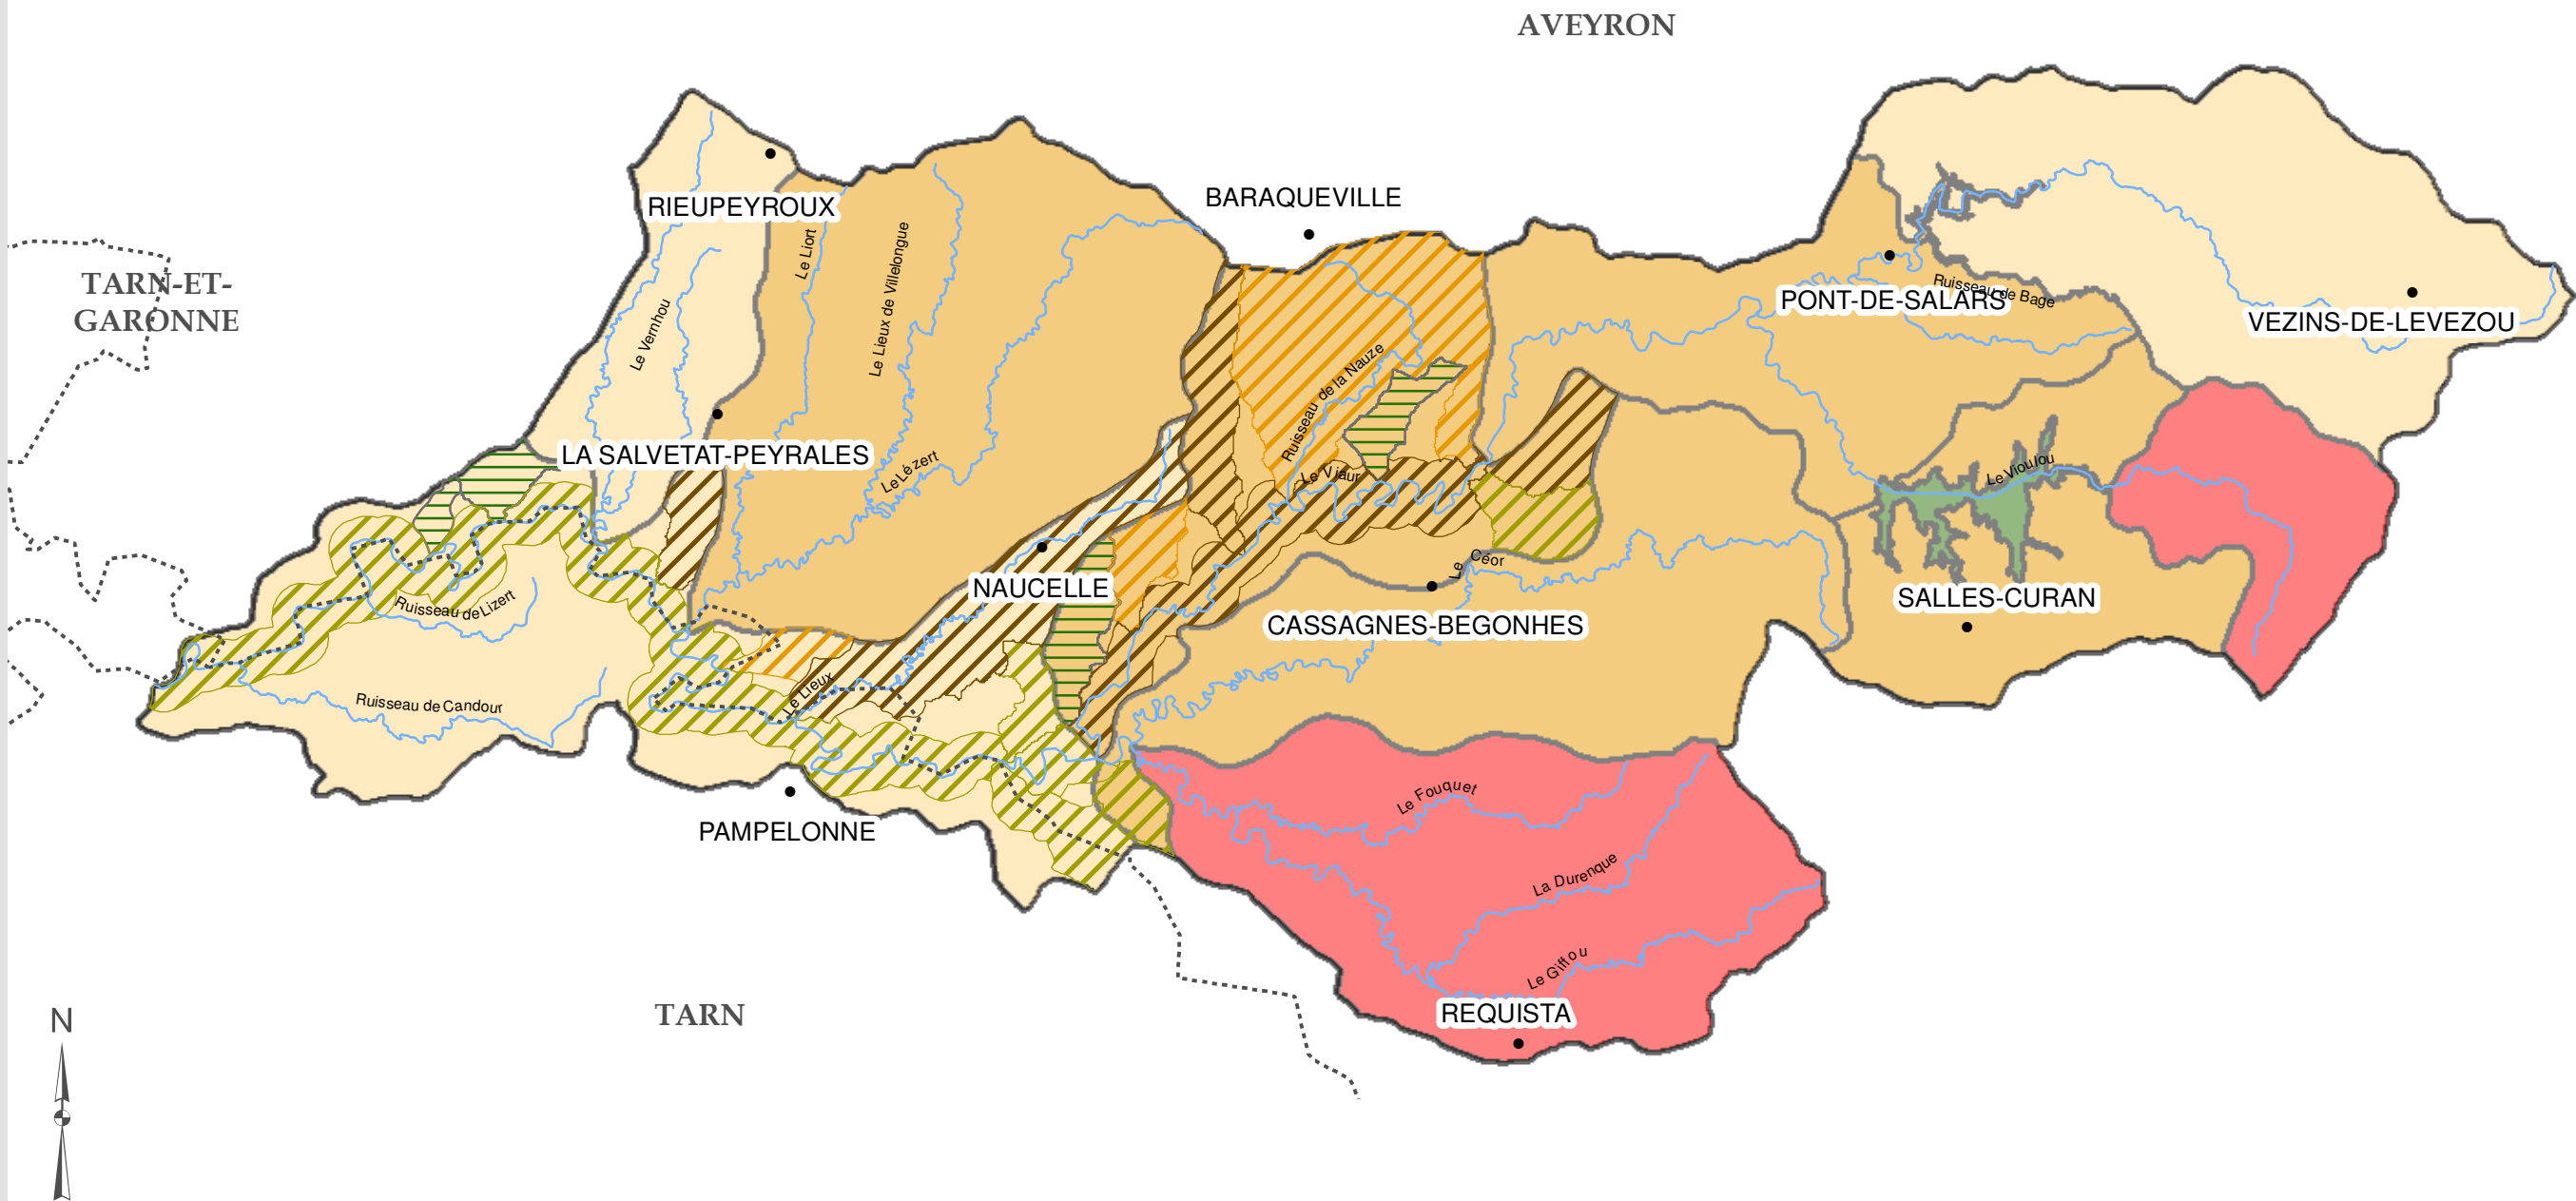 AVEYRON
BARAQUEVILLE
RIEUPEYROUX
Le Liort
Le Lieux de Villelongue
TARN-ET-
GARONNE
Le Vernhou
PONT-DE-SALARS
Ruisseau de Bage
VEZINS-DE-LEVEZOU
Ruisseau de la Nauze
LA SALVETAT-PEYRALES
Le Lézert
Le Viaur
Le Vioulou
Le Céor
NAUCELLE
SALLES-CURAN
Ruisseau de Lizert
CASSAGNES-BEGONHES
Le Lieux
Ruisseau de Candour
Le Fouquet
PAMPELONNE
La Durenque
Le Giffou
TARN
REQUISTA
N